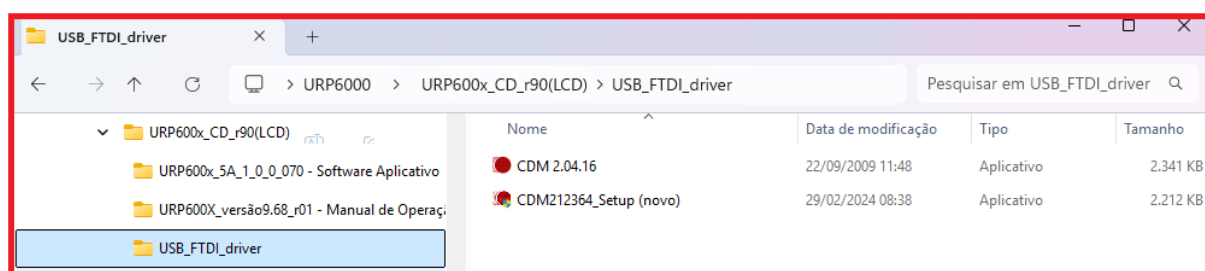 USB_FTDI_driver
URP6000 > URP600x_CD_r90(LCD) > USB_FTDI_driver
Pesquisar em USB_FTDI_driver
URP600x_CD_r90(LCD)
URP600x_5A_1_0_0_070 - Software Aplicativo
URP600X_versão9.68_r01 - Manual de Operaç
USB_FTDI_driver
Nome Data de modificação Tipo Tamanho
CDM 2.04.16 22/09/2009 11:48 Aplicativo 2.341 KB
CDM212364_Setup (novo) 29/02/2024 08:38 Aplicativo 2.212 KB